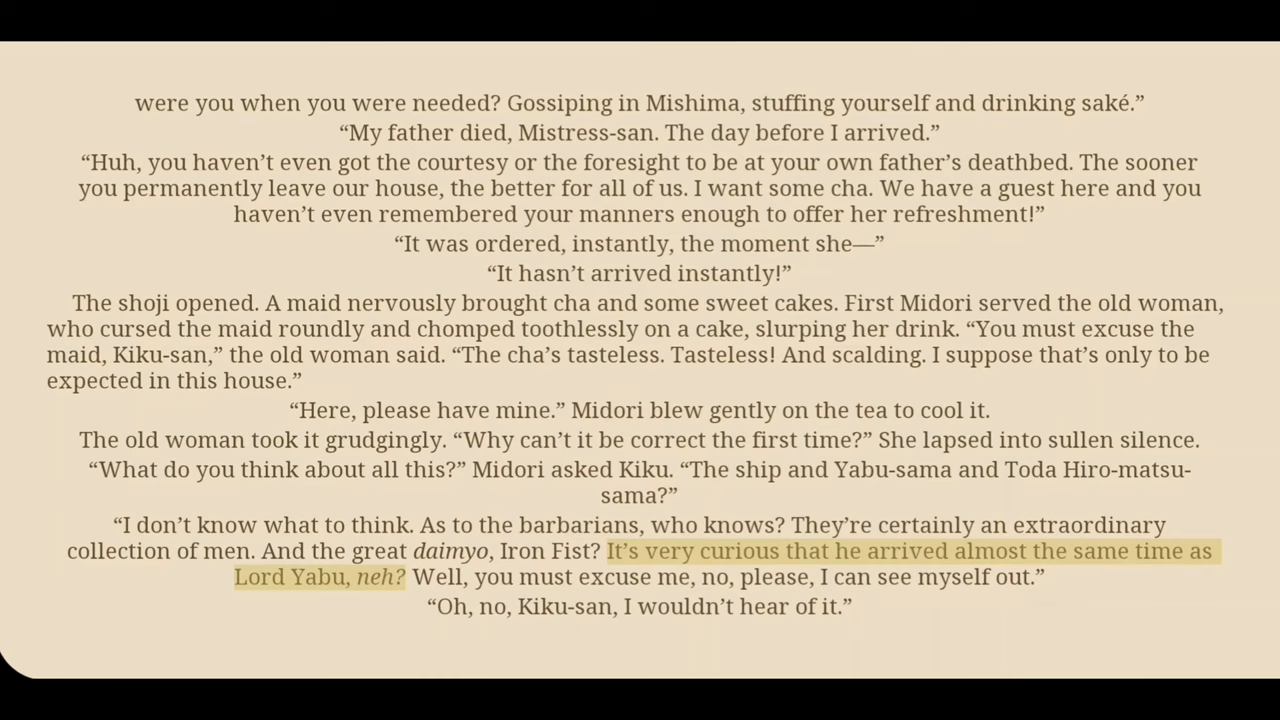 were you when you were needed? Gossiping in Mishima, stuffing yourself and drinking saké.”
“My father died, Mistress-san. The day before I arrived.”
“Huh, you haven’t even got the courtesy or the foresight to be at your own father’s deathbed. The sooner
you permanently leave our house, the better for all of us. I want some cha. We have a guest here and you
haven’t even remembered your manners enough to offer her refreshment!”
“It was ordered, instantly, the moment she—”
“It hasn’t arrived instantly!”
The shoji opened. A maid nervously brought cha and some sweet cakes. First Midori served the old woman,
who cursed the maid roundly and chomped toothlessly on a cake, slurping her drink. “You must excuse the
maid, Kiku-san,” the old woman said. “The cha’s tasteless. Tasteless! And scalding. I suppose that’s only to be
expected in this house.”
“Here, please have mine.” Midori blew gently on the tea to cool it.
The old woman took it grudgingly. “Why can’t it be correct the first time?” She lapsed into sullen silence.
“What do you think about all this?” Midori asked Kiku. “The ship and Yabu-sama and Toda Hiro-matsu-
sama?”
“I don’t know what to think. As to the barbarians, who knows? They’re certainly an extraordinary
collection of men. And the great daimyo, Iron Fist? It’s very curious that he arrived almost the same time as
Lord Yabu, neh? Well, you must excuse me, no, please, I can see myself out.”
“Oh, no, Kiku-san, I wouldn’t hear of it.”